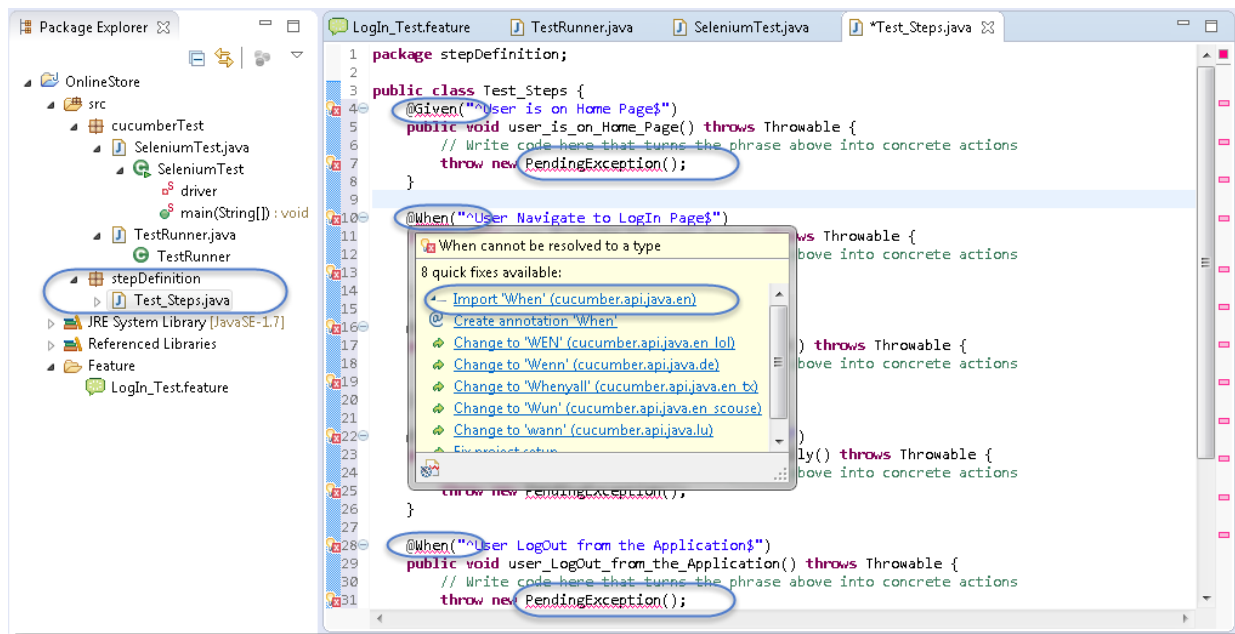 Package Explorer
OnlineStore
src
cucumberTest
SeleniumTest.java
SeleniumTest
driver
main(String[]) : void
TestRunner.java
TestRunner
stepDefinition
Test_Steps.java
JRE System Library [JavaSE-1.7]
Referenced Libraries
Feature
LogIn_Test.feature
LogIn_Test.feature TestRunner.java SeleniumTest.java *Test_Steps.java
1 package stepDefinition;
2
3 public class Test_Steps {
4 @Given("^User is on Home Page$")
5 public void user_is_on_Home_Page() throws Throwable {
6 // Write code here that turns the phrase above into concrete actions
7 throw new PendingException();
8 }
9
10 @When("^User Navigate to LogIn Page$")
11 ws Throwable {
12 bove into concrete actions
13
14
15
16
17 ) throws Throwable {
18 bove into concrete actions
19
20
21
22 )
23 ly() throws Throwable {
24 bove into concrete actions
25 throw new PendingException();
26 }
27
28 @When("^User LogOut from the Application$")
29 public void user_LogOut_from_the_Application() throws Throwable {
30 // Write code here that turns the phrase above into concrete actions
31 throw new PendingException();
When cannot be resolved to a type
8 quick fixes available:
Import 'When' (cucumber.api.java.en)
Create annotation 'When'
Change to 'WEN' (cucumber.api.java.en_lol)
Change to 'Wenn' (cucumber.api.java.de)
Change to 'Whenyall' (cucumber.api.java.en_tx)
Change to 'Wun' (cucumber.api.java.en_scouse)
Change to 'wann' (cucumber.api.java.lu)
Fix project setup